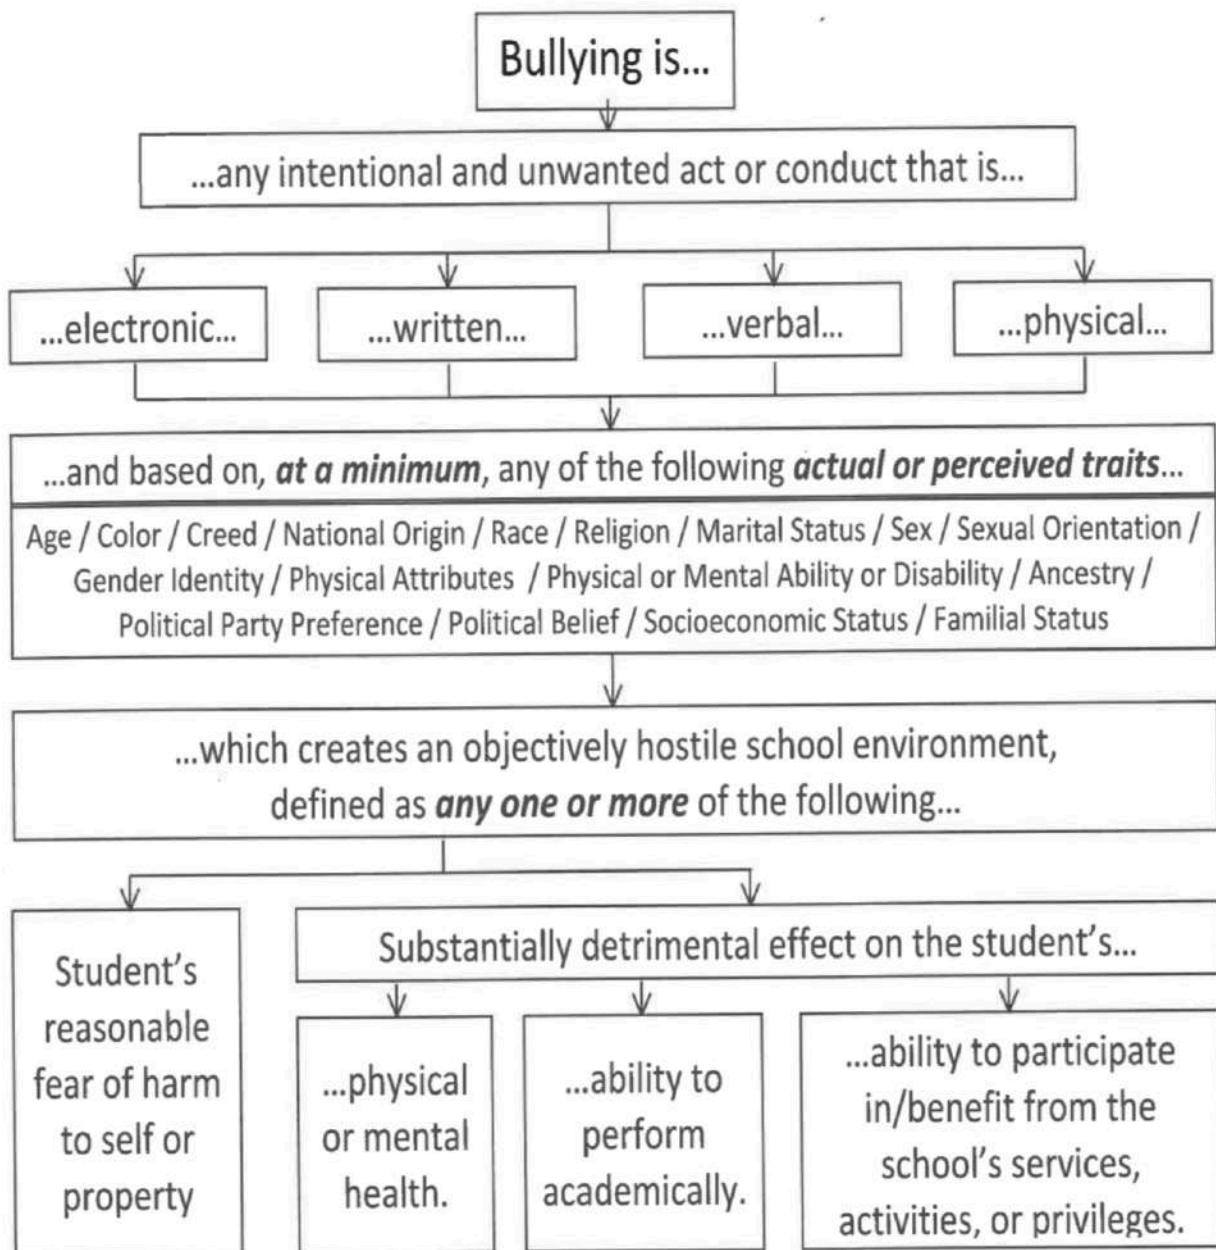 Bullying is...
...any intentional and unwanted act or conduct that is...
...electronic...
...written...
...verbal...
...physical...
...and based on, at a minimum, any of the following actual or perceived traits...
Age / Color / Creed / National Origin / Race / Religion / Marital Status / Sex / Sexual Orientation /
Gender Identity / Physical Attributes / Physical or Mental Ability or Disability / Ancestry /
Political Party Preference / Political Belief / Socioeconomic Status / Familial Status
...which creates an objectively hostile school environment,
defined as any one or more of the following...
Student's
reasonable
fear of harm
to self or
property
Substantially detrimental effect on the student's...
...physical
or mental
health.
...ability to
perform
academically.
...ability to participate
in/benefit from the
school's services,
activities, or privileges.